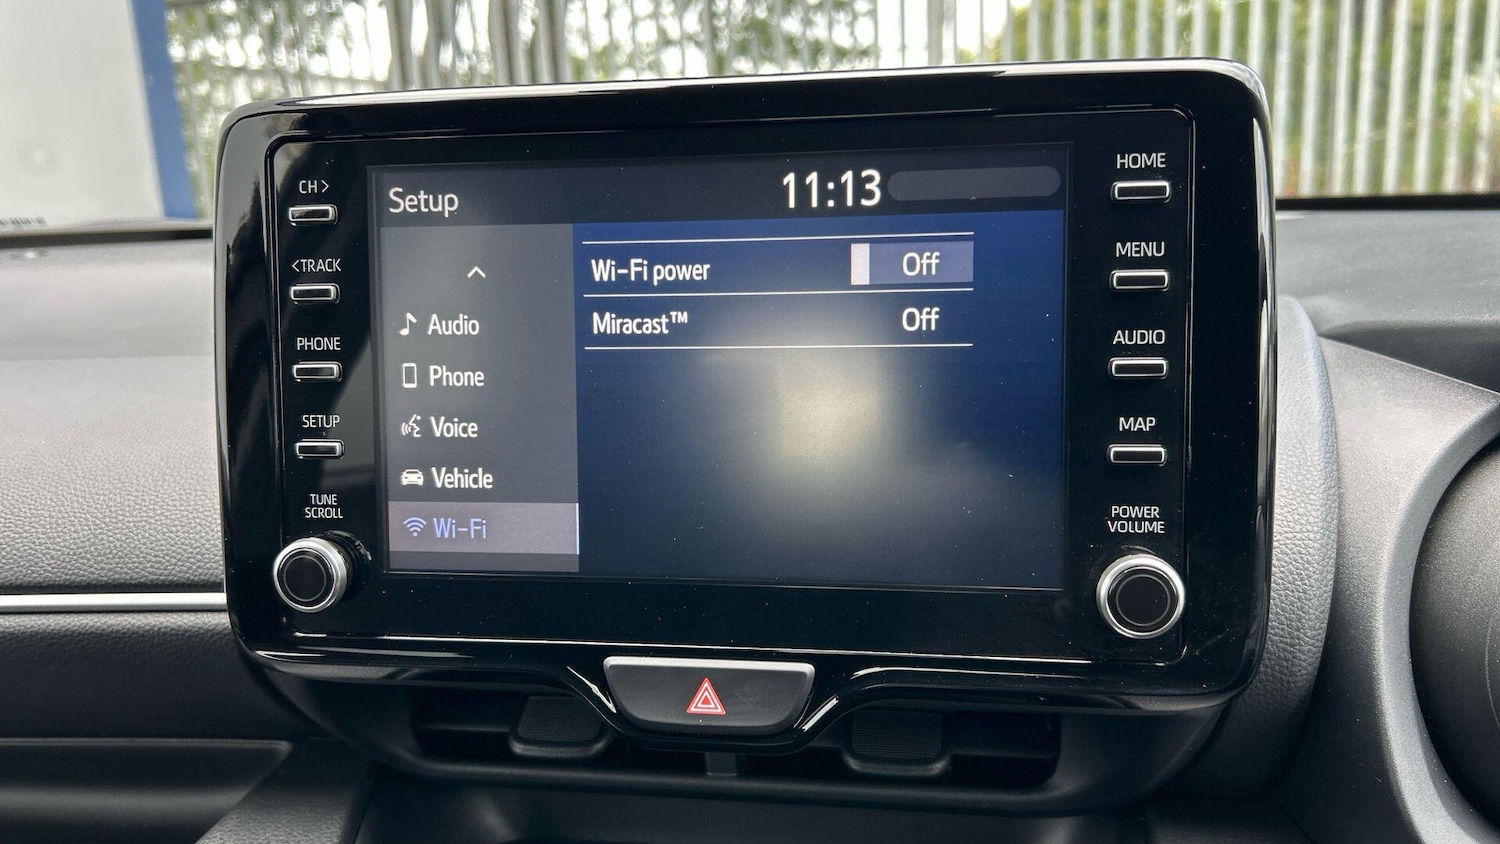 CH >
< TRACK
PHONE
SETUP
TUNE
SCROLL
Setup
11:13
Audio
Phone
Voice
Vehicle
Wi-Fi
Wi-Fi power Off
Miracast™ Off
HOME
MENU
AUDIO
MAP
POWER
VOLUME